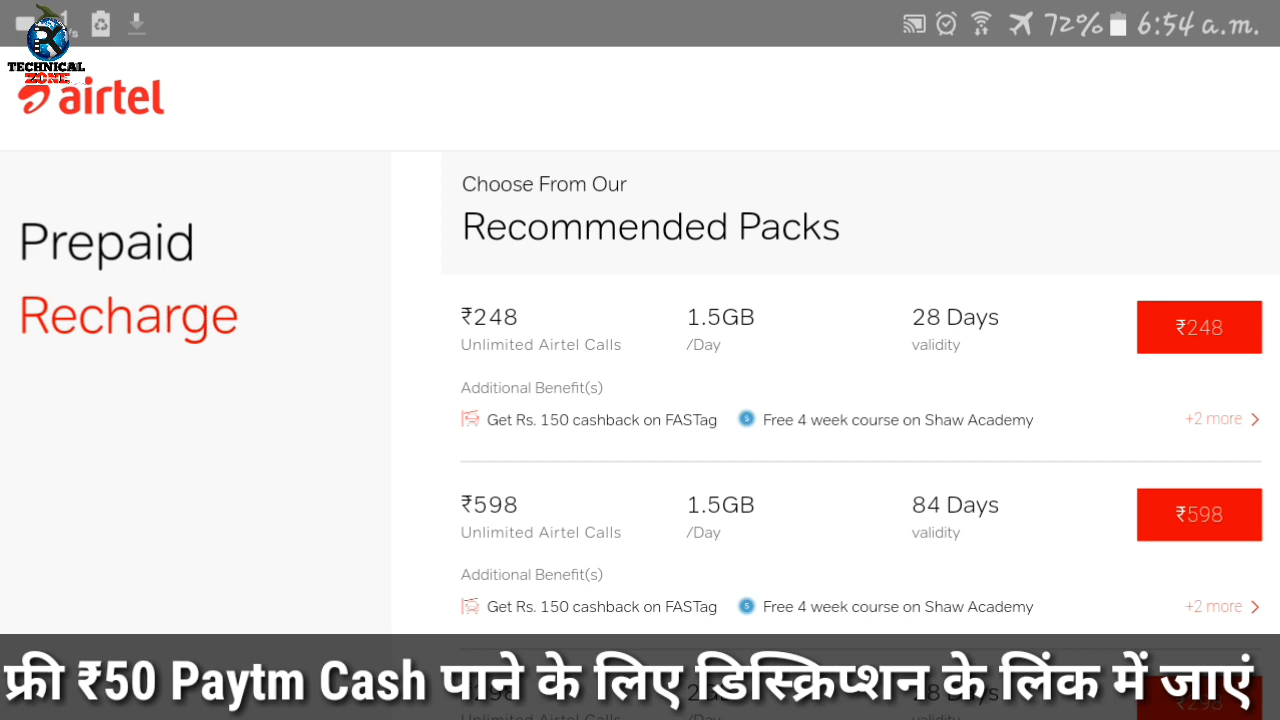 72% 6:54 a.m.
TECHNICAL
ZONE
airtel
Prepaid
Recharge
Choose From Our
Recommended Packs
₹248 1.5GB 28 Days ₹248
Unlimited Airtel Calls /Day validity
Additional Benefit(s)
Get Rs. 150 cashback on FASTag S Free 4 week course on Shaw Academy +2 more
₹598 1.5GB 84 Days ₹598
Unlimited Airtel Calls /Day validity
Additional Benefit(s)
Get Rs. 150 cashback on FASTag S Free 4 week course on Shaw Academy +2 more
फ्री ₹50 Paytm Cash पाने के लिए डिस्क्रिप्शन के लिंक में जाएं